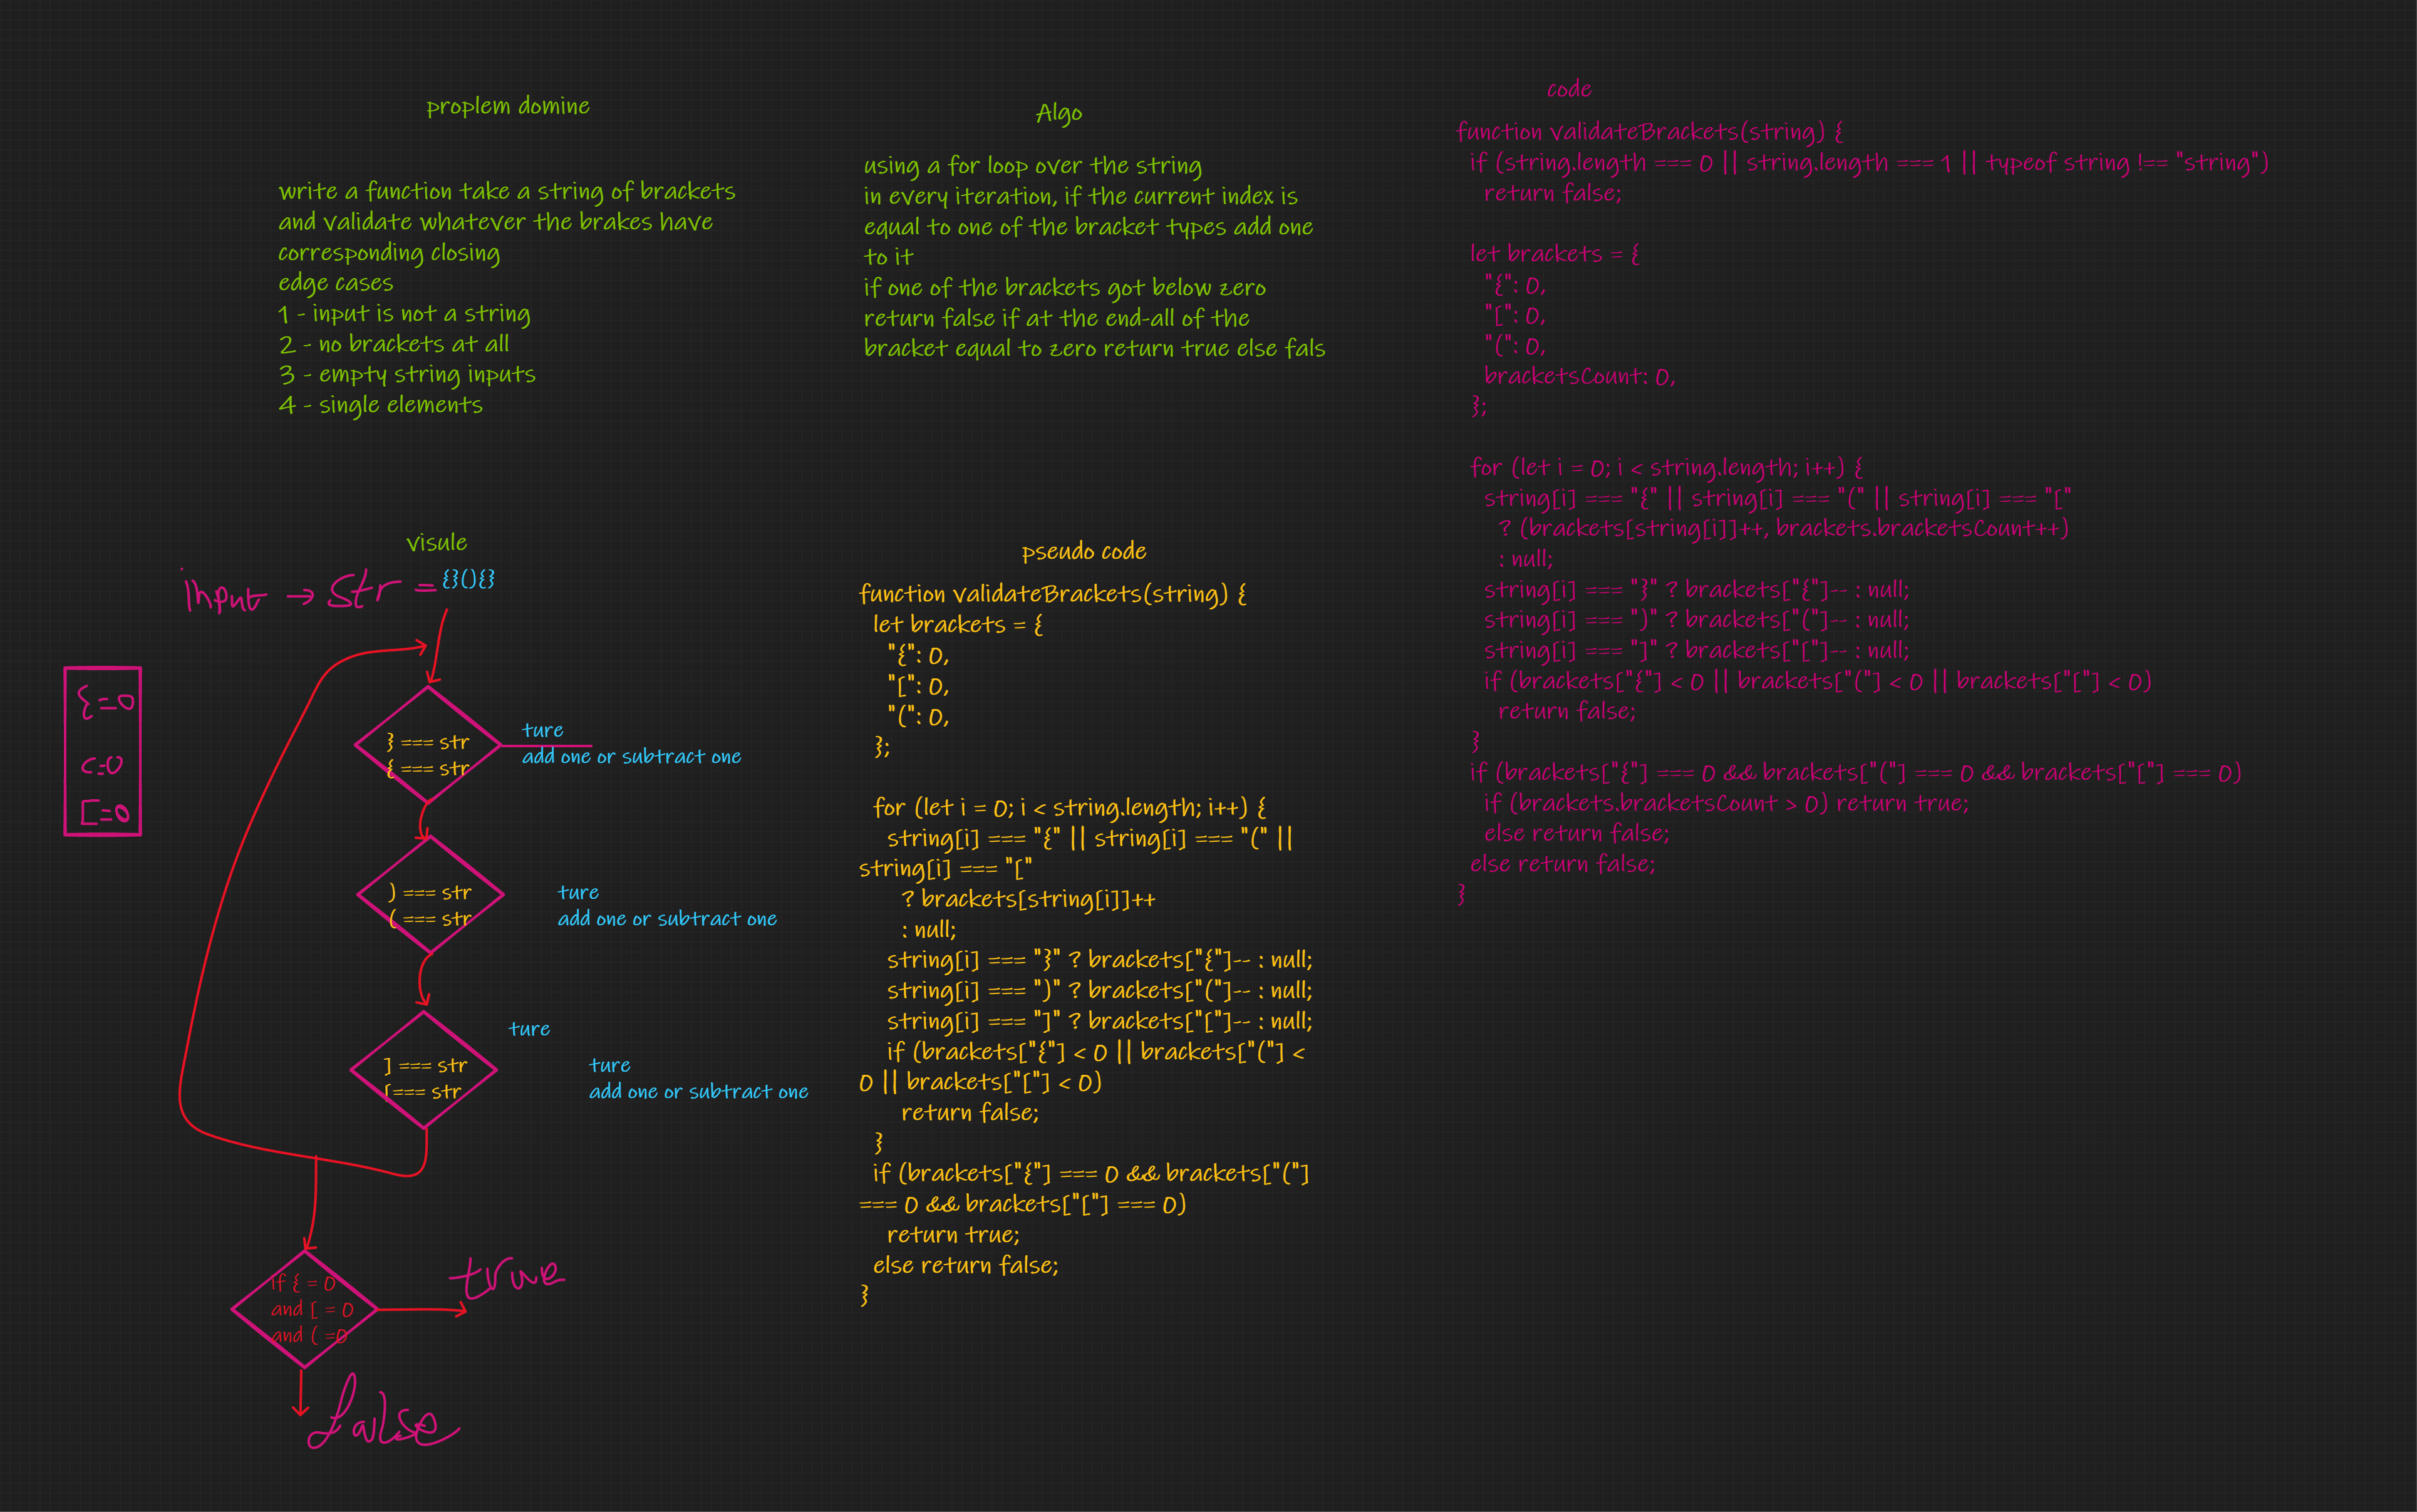 proplem domine
write a function take a string of brackets
and validate whatever the brakes have
corresponding closing
edge cases
1 - input is not a string
2 - no brackets at all
3 - empty string inputs
4 - single elements
Algo
using a for loop over the string
in every iteration, if the current index is
equal to one of the bracket types add one
to it
if one of the brackets got below zero
return false if at the end-all of the
bracket equal to zero return true else fals
visule
input → str = {}(){}
{=0
(=0
[=0
} === str
{ === str
ture
add one or subtract one
) === str
( === str
ture
add one or subtract one
ture
] === str
[=== str
ture
add one or subtract one
if { = 0
and [ = 0
and ( =0
true
false
pseudo code
function validateBrackets(string) {
let brackets = {
"{": 0,
"[": 0,
"(": 0,
};
for (let i = 0; i < string.length; i++) {
string[i] === "{" || string[i] === "(" ||
string[i] === "["
? brackets[string[i]]++
: null;
string[i] === "}" ? brackets["{"]-- : null;
string[i] === ")" ? brackets["("]-- : null;
string[i] === "]" ? brackets["["]-- : null;
if (brackets["{"] < 0 || brackets["("] <
0 || brackets["["] < 0)
return false;
}
if (brackets["{"] === 0 && brackets["("]
=== 0 && brackets["["] === 0)
return true;
else return false;
}
code
function validateBrackets(string) {
if (string.length === 0 || string.length === 1 || typeof string !== "string")
return false;
let brackets = {
"{": 0,
"[": 0,
"(": 0,
bracketsCount: 0,
};
for (let i = 0; i < string.length; i++) {
string[i] === "{" || string[i] === "(" || string[i] === "["
? (brackets[string[i]]++, brackets.bracketsCount++)
: null;
string[i] === "}" ? brackets["{"]-- : null;
string[i] === ")" ? brackets["("]-- : null;
string[i] === "]" ? brackets["["]-- : null;
if (brackets["{"] < 0 || brackets["("] < 0 || brackets["["] < 0)
return false;
}
if (brackets["{"] === 0 && brackets["("] === 0 && brackets["["] === 0)
if (brackets.bracketsCount > 0) return true;
else return false;
else return false;
}